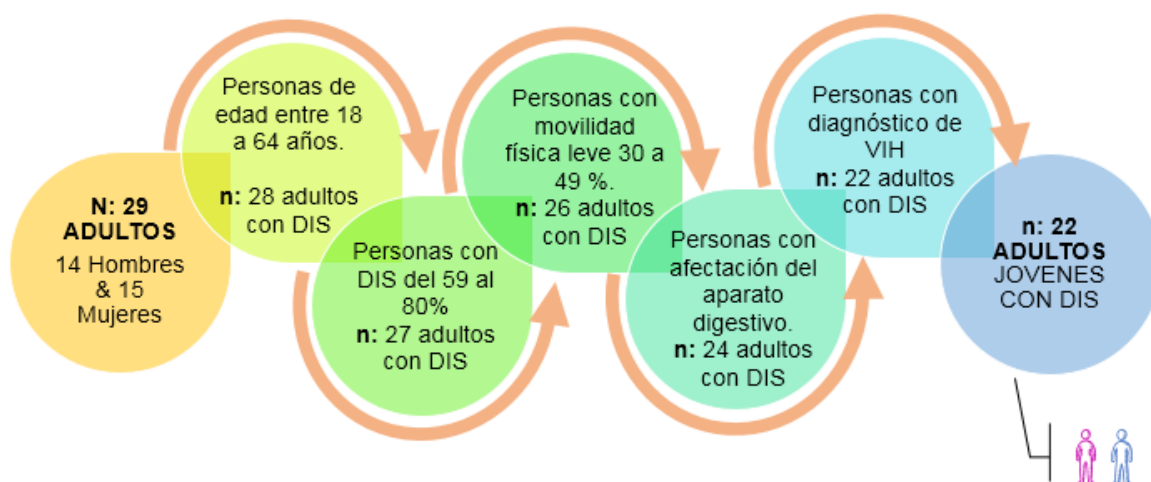 N: 29
ADULTOS
14 Hombres
& 15
Mujeres
Personas de
edad entre 18
a 64 años.
n: 28 adultos
con DIS
Personas con
DIS del 59 al
80%
n: 27 adultos
con DIS
Personas con
movilidad
física leve 30 a
49 %.
n: 26 adultos
con DIS
Personas con
afectación del
aparato
digestivo.
n: 24 adultos
con DIS
Personas con
diagnóstico de
VIH
n: 22 adultos
con DIS
n: 22
ADULTOS
JOVENES
CON DIS